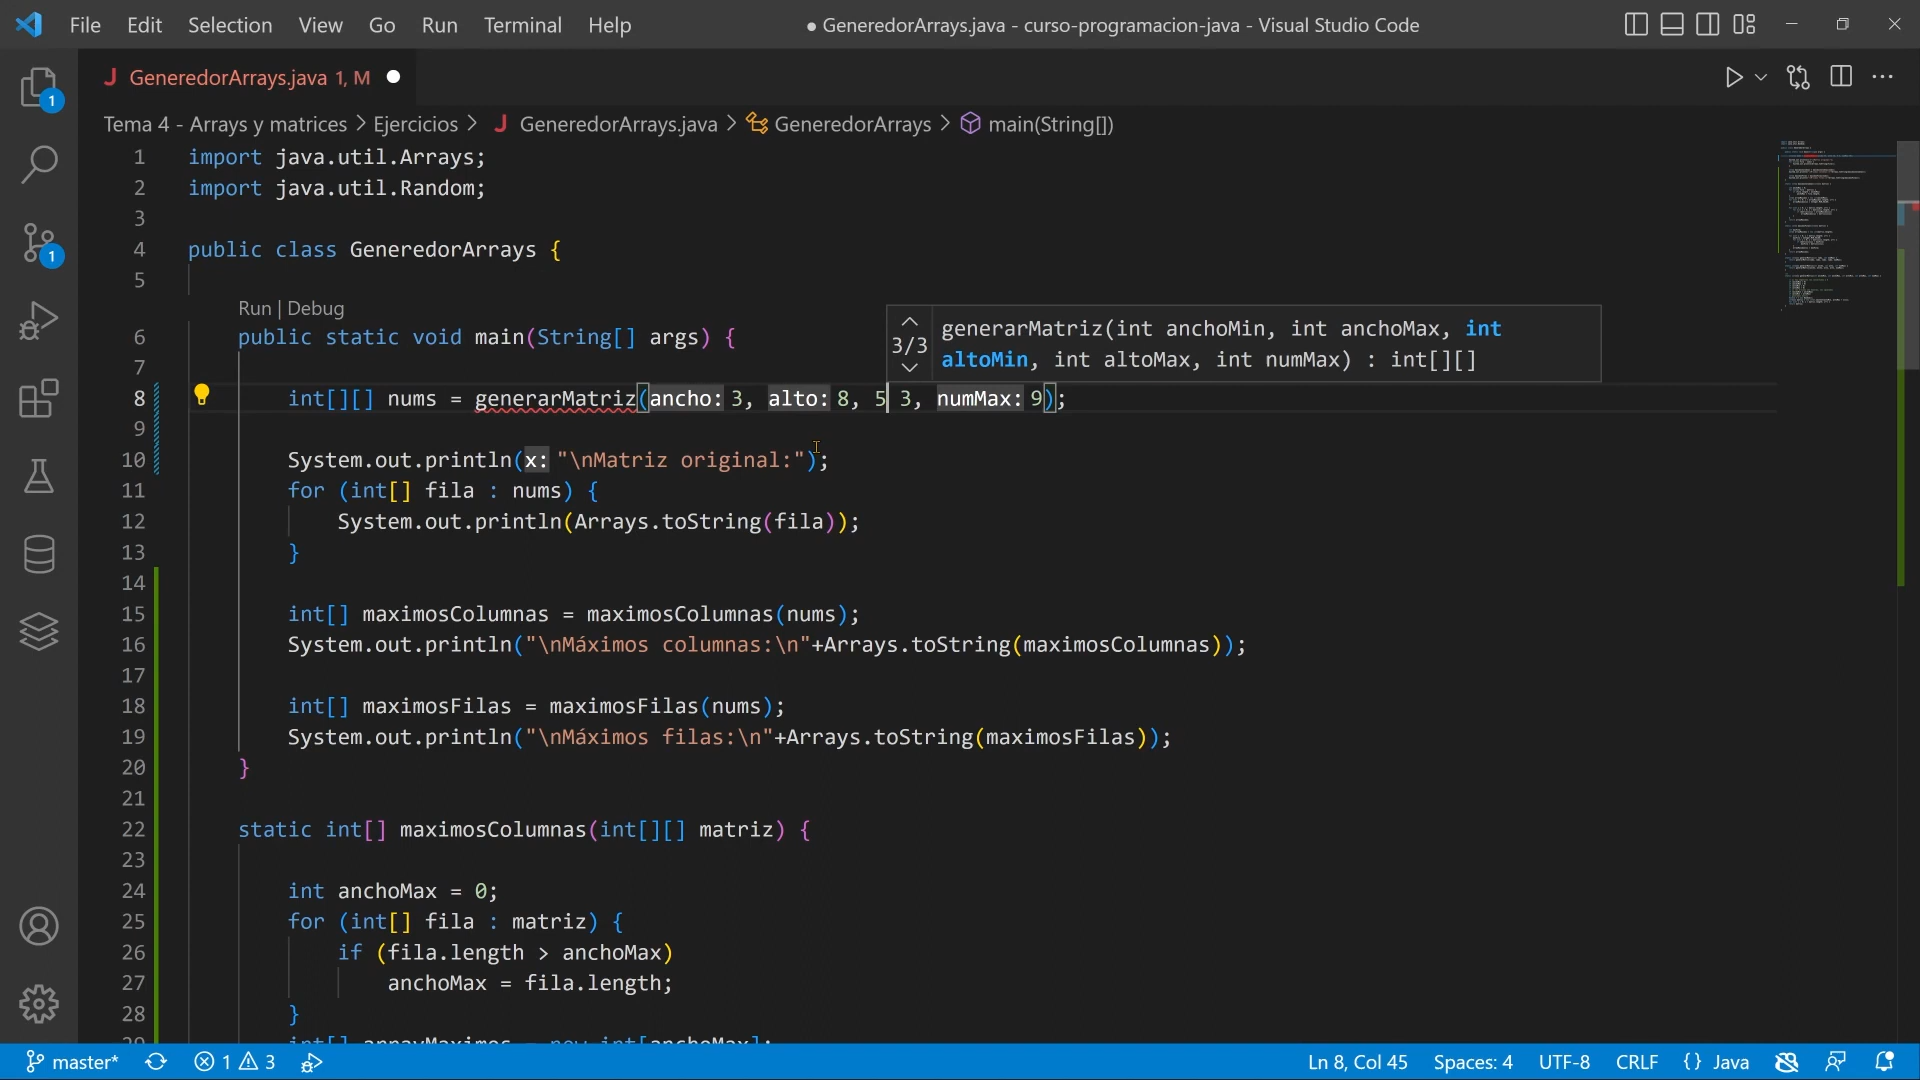 File Edit Selection View Go Run Terminal Help ● GeneredorArrays.java - curso-programacion-java - Visual Studio Code
J GeneredorArrays.java 1, M ●
Tema 4 - Arrays y matrices > Ejercicios > J GeneredorArrays.java > GeneredorArrays > main(String[])
1 import java.util.Arrays;
2 import java.util.Random;
3
4 public class GeneredorArrays {
5
Run | Debug
6 public static void main(String[] args) {
3/3 generarMatriz(int anchoMin, int anchoMax, int
altoMin, int altoMax, int numMax) : int[][]
7
8 int[][] nums = generarMatriz(ancho: 3, alto: 8, 5 3, numMax: 9);
9
10 System.out.println(x: "\nMatriz original:");
11 for (int[] fila : nums) {
12 System.out.println(Arrays.toString(fila));
13 }
14
15 int[] maximosColumnas = maximosColumnas(nums);
16 System.out.println("\nMáximos columnas:\n"+Arrays.toString(maximosColumnas));
17
18 int[] maximosFilas = maximosFilas(nums);
19 System.out.println("\nMáximos filas:\n"+Arrays.toString(maximosFilas));
20 }
21
22 static int[] maximosColumnas(int[][] matriz) {
23
24 int anchoMax = 0;
25 for (int[] fila : matriz) {
26 if (fila.length > anchoMax)
27 anchoMax = fila.length;
28 }
29 int[] arrayMaximos = new int[anchoMax];
1
1
master* 1 3 Ln 8, Col 45 Spaces: 4 UTF-8 CRLF {} Java